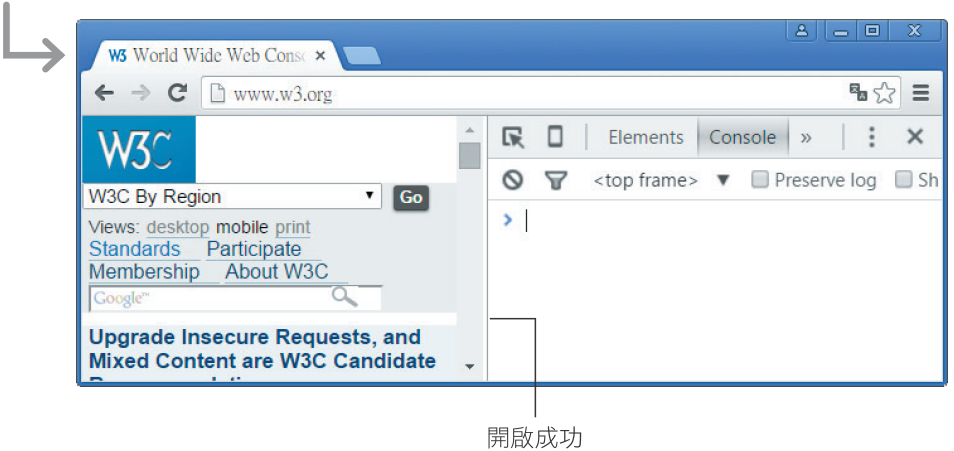 W3 World Wide Web Conso
www.w3.org
W3C
W3C By Region
Go
Views: desktop mobile print
Standards Participate
Membership About W3C
Google™
Upgrade Insecure Requests, and
Mixed Content are W3C Candidate
Elements Console »
<top frame> ▼ Preserve log Sh
>
開啟成功